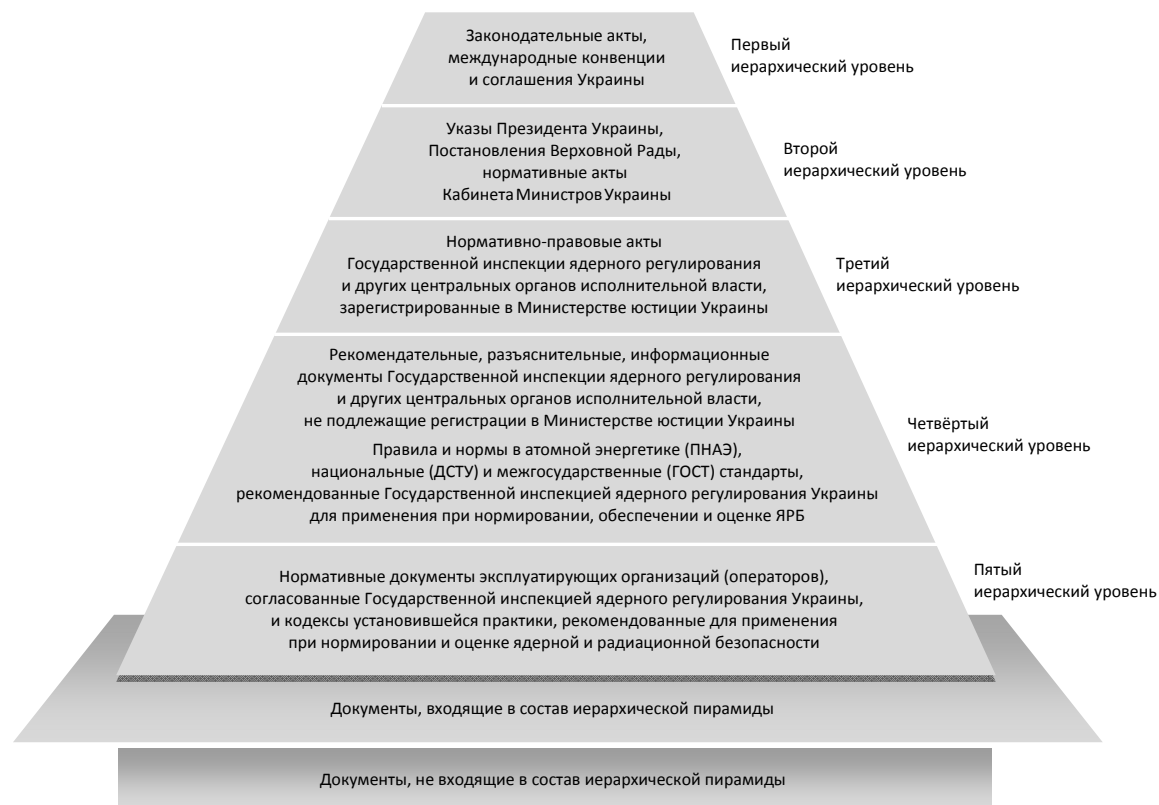 Законодательные акты,
международные конвенции
и соглашения Украины
Первый
иерархический уровень
Указы Президента Украины,
Постановления Верховной Рады,
нормативные акты
Кабинета Министров Украины
Второй
иерархический уровень
Нормативно-правовые акты
Государственной инспекции ядерного регулирования
и других центральных органов исполнительной власти,
зарегистрированные в Министерстве юстиции Украины
Третий
иерархический уровень
Рекомендательные, разъяснительные, информационные
документы Государственной инспекции ядерного регулирования
и других центральных органов исполнительной власти,
не подлежащие регистрации в Министерстве юстиции Украины
Правила и нормы в атомной энергетике (ПНАЭ),
национальные (ДСТУ) и межгосударственные (ГОСТ) стандарты,
рекомендованные Государственной инспекцией ядерного регулирования Украины
для применения при нормировании, обеспечении и оценке ЯРБ
Четвёртый
иерархический уровень
Нормативные документы эксплуатирующих организаций (операторов),
согласованные Государственной инспекцией ядерного регулирования Украины,
и кодексы установившейся практики, рекомендованные для применения
при нормировании и оценке ядерной и радиационной безопасности
Пятый
иерархический уровень
Документы, входящие в состав иерархической пирамиды
Документы, не входящие в состав иерархической пирамиды